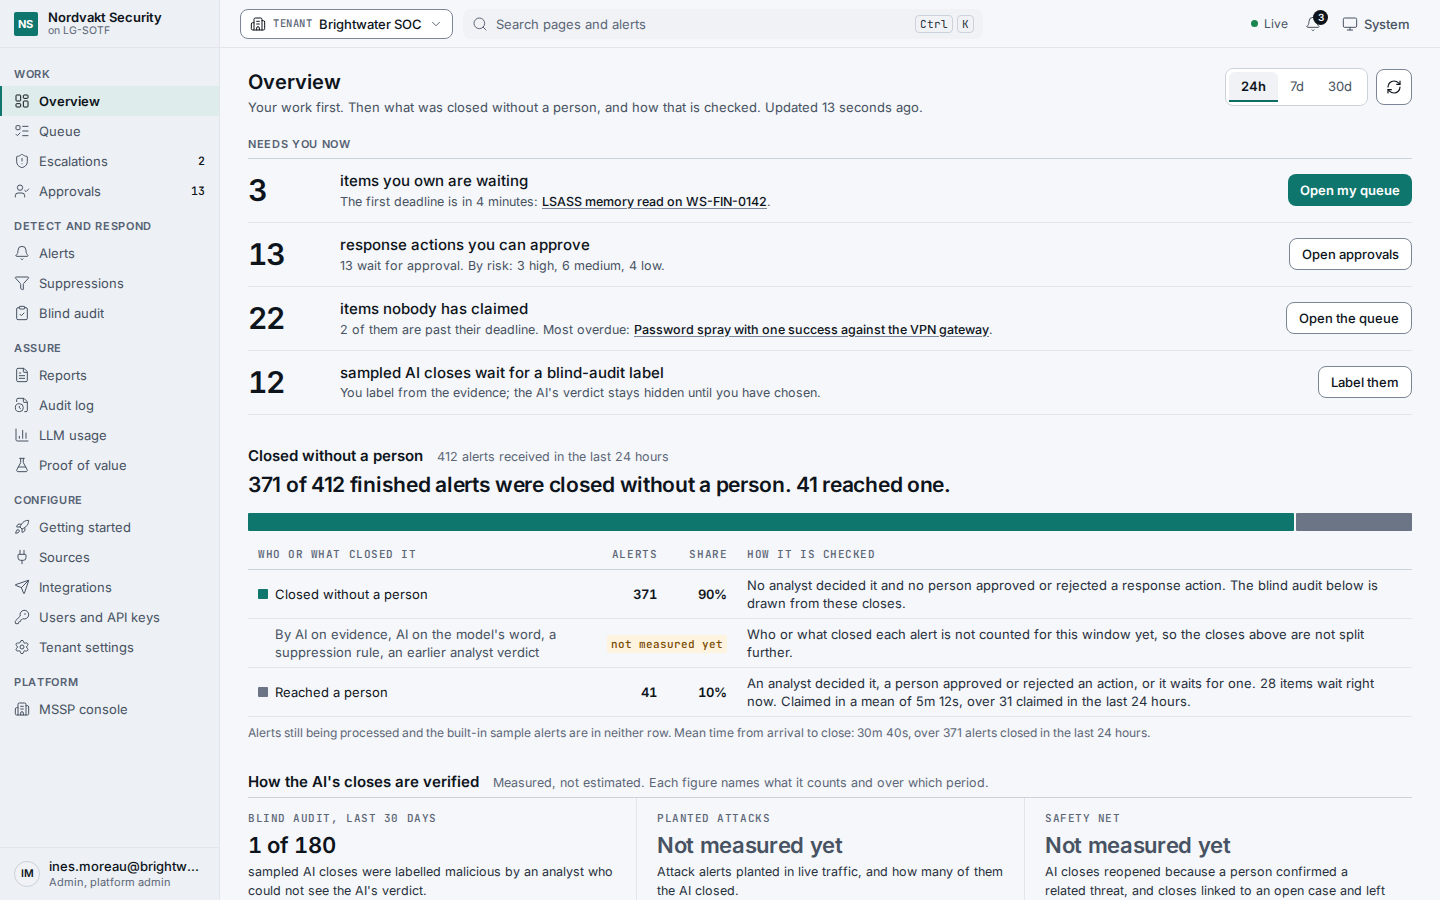 NS
Nordvakt Security
on LG-SOTF
TENANT Brightwater SOC
Search pages and alerts
Ctrl K
Live
3
System
WORK
Overview
Queue
Escalations 2
Approvals 13
DETECT AND RESPOND
Alerts
Suppressions
Blind audit
ASSURE
Reports
Audit log
LLM usage
Proof of value
CONFIGURE
Getting started
Sources
Integrations
Users and API keys
Tenant settings
PLATFORM
MSSP console
IM
ines.moreau@brightw...
Admin, platform admin
Overview
Your work first. Then what was closed without a person, and how that is checked. Updated 13 seconds ago.
24h 7d 30d
NEEDS YOU NOW
3
items you own are waiting
The first deadline is in 4 minutes: LSASS memory read on WS-FIN-0142.
Open my queue
13
response actions you can approve
13 wait for approval. By risk: 3 high, 6 medium, 4 low.
Open approvals
22
items nobody has claimed
2 of them are past their deadline. Most overdue: Password spray with one success against the VPN gateway.
Open the queue
12
sampled AI closes wait for a blind-audit label
You label from the evidence; the AI's verdict stays hidden until you have chosen.
Label them
Closed without a person 412 alerts received in the last 24 hours
371 of 412 finished alerts were closed without a person. 41 reached one.
WHO OR WHAT CLOSED IT ALERTS SHARE HOW IT IS CHECKED
Closed without a person 371 90% No analyst decided it and no person approved or rejected a response action. The blind audit below is
drawn from these closes.
By AI on evidence, AI on the model's word, a
suppression rule, an earlier analyst verdict
not measured yet
Who or what closed each alert is not counted for this window yet, so the closes above are not split
further.
Reached a person 41 10% An analyst decided it, a person approved or rejected an action, or it waits for one. 28 items wait right
now. Claimed in a mean of 5m 12s, over 31 claimed in the last 24 hours.
Alerts still being processed and the built-in sample alerts are in neither row. Mean time from arrival to close: 30m 40s, over 371 alerts closed in the last 24 hours.
How the AI's closes are verified Measured, not estimated. Each figure names what it counts and over which period.
BLIND AUDIT, LAST 30 DAYS
1 of 180
sampled AI closes were labelled malicious by an analyst who
could not see the AI's verdict.
PLANTED ATTACKS
Not measured yet
Attack alerts planted in live traffic, and how many of them
the AI closed.
SAFETY NET
Not measured yet
AI closes reopened because a person confirmed a
related threat, and closes linked to an open case and left